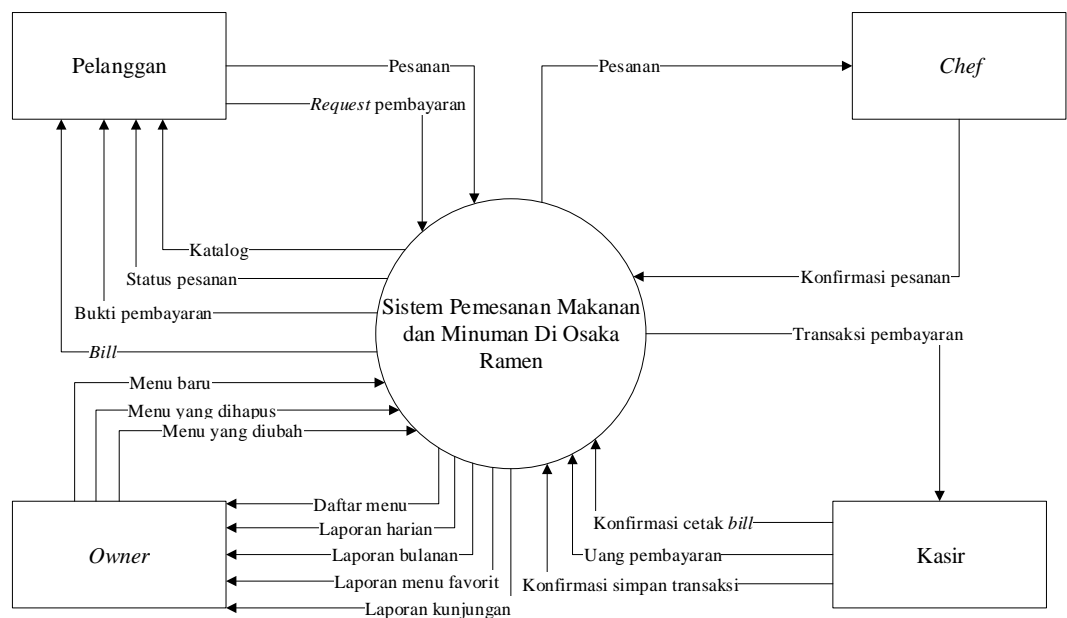 Pelanggan
Pesanan
Pesanan
Chef
Request pembayaran
Katalog
Status pesanan
Konfirmasi pesanan
Bukti pembayaran
Sistem Pemesanan Makanan
dan Minuman Di Osaka
Ramen
Transaksi pembayaran
Bill
Menu baru
Menu yang dihapus
Menu yang diubah
Daftar menu
Laporan harian
Laporan bulanan
Laporan menu favorit
Laporan kunjungan
Owner
Konfirmasi cetak bill
Uang pembayaran
Konfirmasi simpan transaksi
Kasir